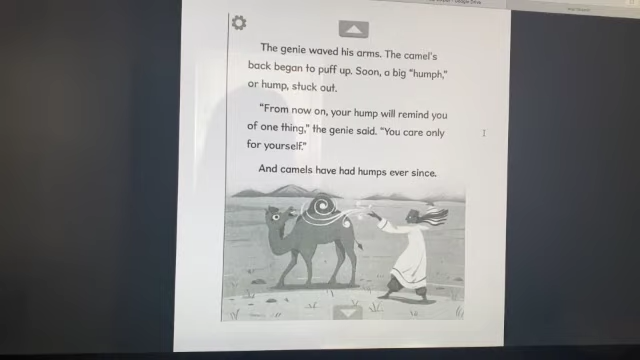 The genie waved his arms. The camel's
back began to puff up. Soon, a big "humph,"
or hump, stuck out.
"From now on, your hump will remind you
of one thing," the genie said. "You care only
for yourself."
And camels have had humps ever since.